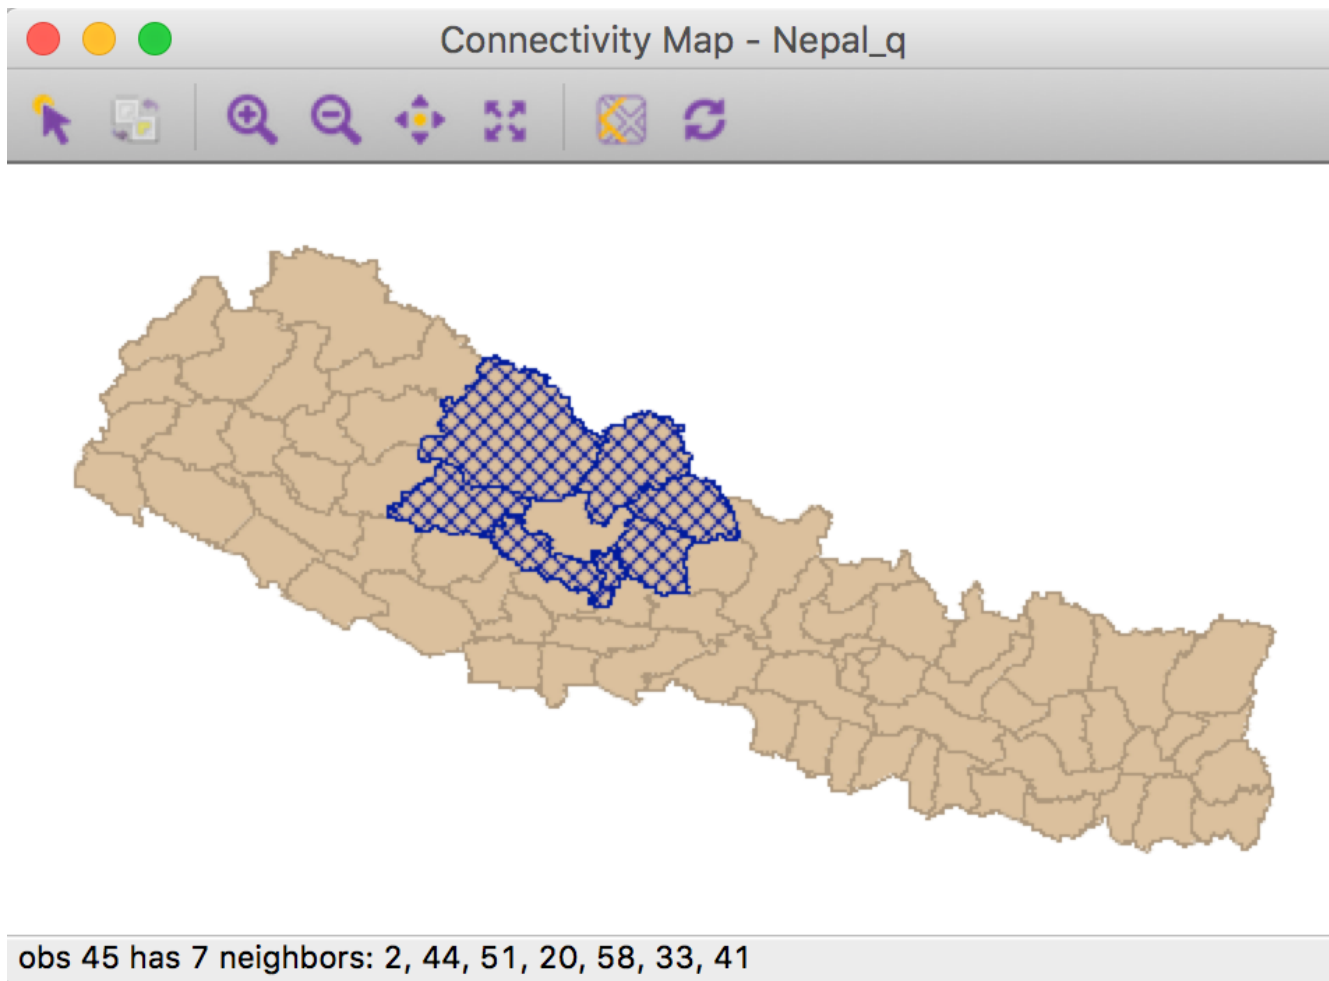 Connectivity Map - Nepal_q
obs 45 has 7 neighbors: 2, 44, 51, 20, 58, 33, 41